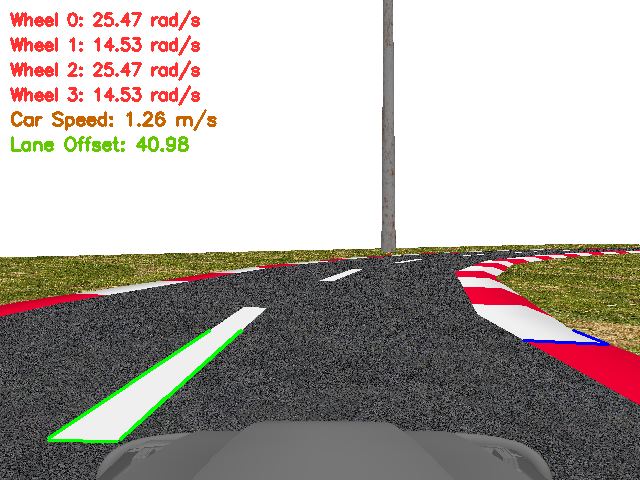 Wheel 0: 25.47 rad/s
Wheel 1: 14.53 rad/s
Wheel 2: 25.47 rad/s
Wheel 3: 14.53 rad/s
Car Speed: 1.26 m/s
Lane Offset: 40.98